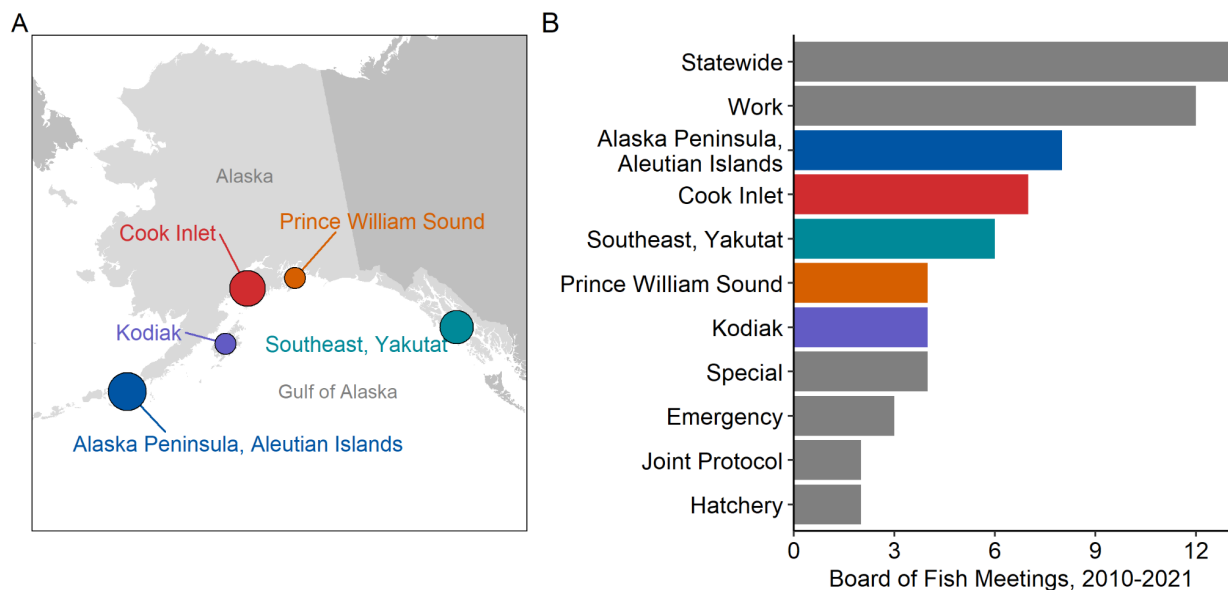 A
Alaska
Prince William Sound
Cook Inlet
Kodiak
Southeast, Yakutat
Gulf of Alaska
Alaska Peninsula, Aleutian Islands
B
Statewide
Work
Alaska Peninsula,
Aleutian Islands
Cook Inlet
Southeast, Yakutat
Prince William Sound
Kodiak
Special
Emergency
Joint Protocol
Hatchery
0 3 6 9 12
Board of Fish Meetings, 2010-2021